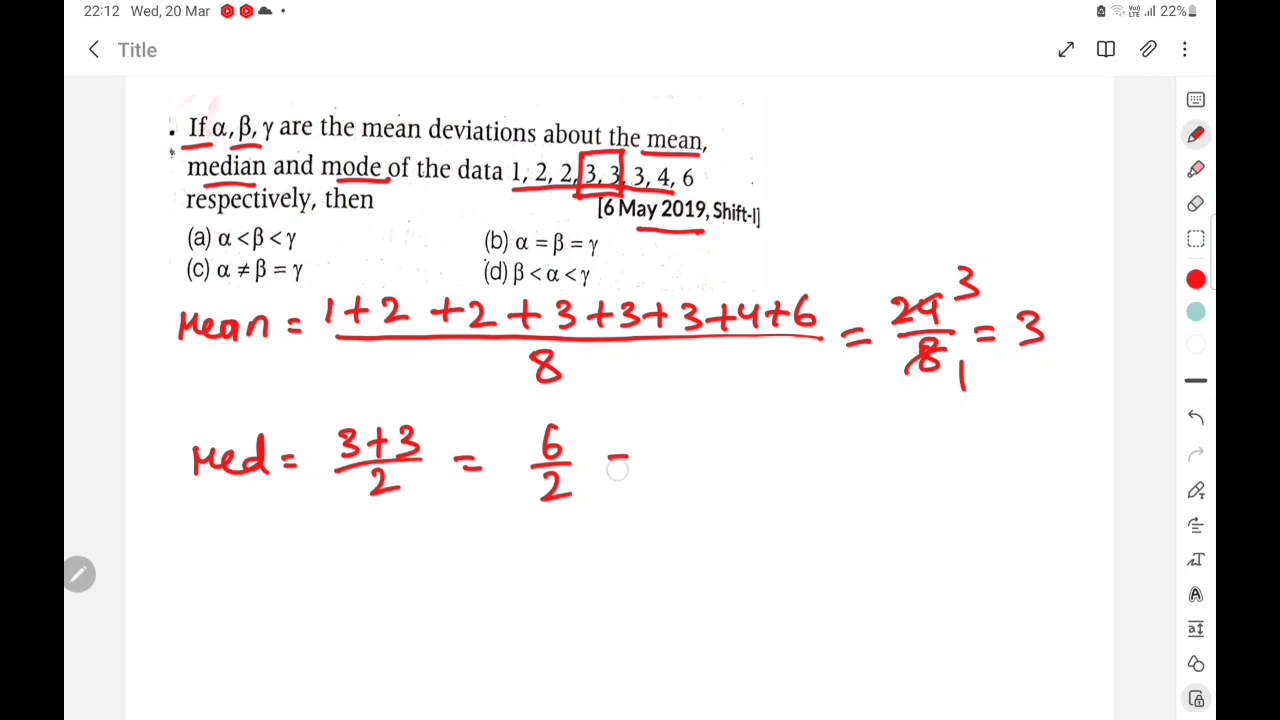 22:12 Wed, 20 Mar
Vo) LTE 22%
Title
. If α, β, γ are the mean deviations about the mean,
median and mode of the data 1, 2, 2, 3, 3, 3, 4, 6
respectively, then
[6 May 2019, Shift-I]
(a) α < β < γ (b) α = β = γ
(c) α ≠ β = γ (d) β < α < γ
Mean = 1+2+2+3+3+3+4+6 / 8 = 24 3 / 8 1 = 3
Med = 3+3 / 2 = 6 / 2 =